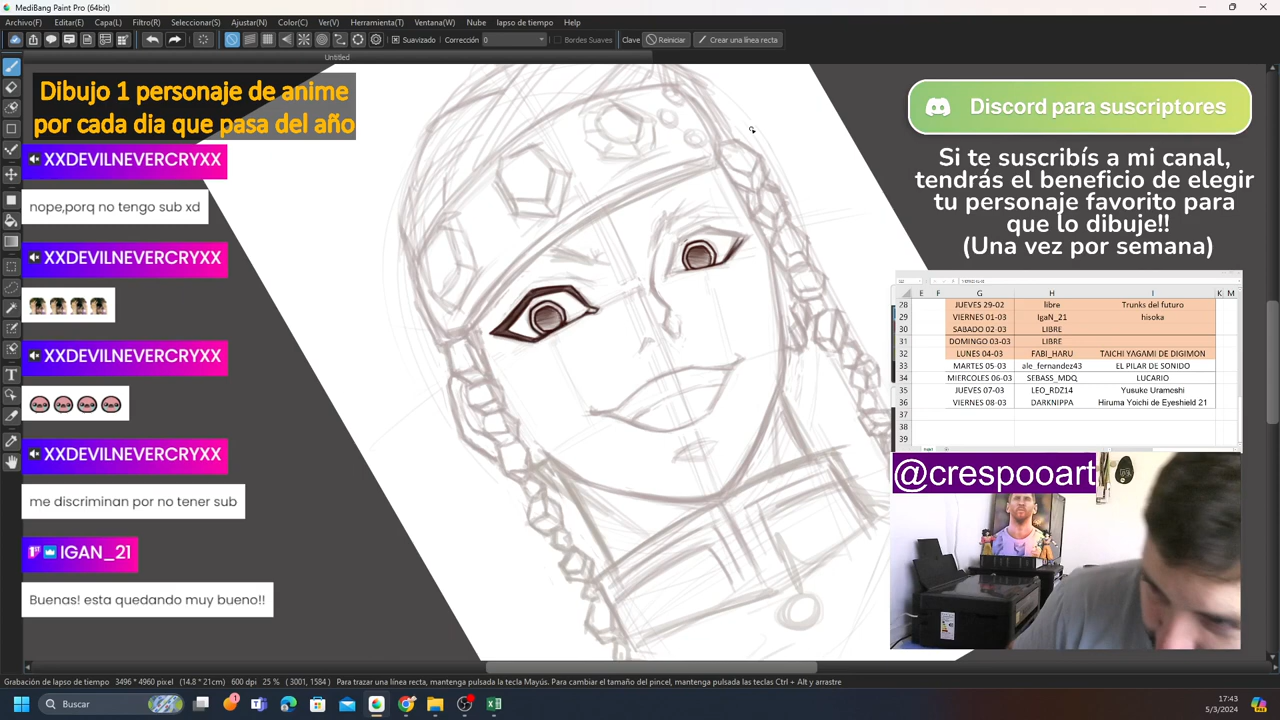 MediBang Paint Pro (64bit)
Archivo(F) Editar(E) Capa(L) Filtro(R) Seleccionar(S) Ajustar(N) Color(C) Ver(V) Herramienta(T) Ventana(W) Nube lapso de tiempo Help
Suavizado Corrección 0 Bordes Suaves Clave Reiniciar Crear una línea recta
Untitled
Dibujo 1 personaje de anime
por cada dia que pasa del año
XXDEVILNEVERCRYXX
nope,porq no tengo sub xd
XXDEVILNEVERCRYXX
XXDEVILNEVERCRYXX
XXDEVILNEVERCRYXX
me discriminan por no tener sub
IGAN_21
Buenas! esta quedando muy bueno!!
Discord para suscriptores
Si te suscribís a mi canal,
tendrás el beneficio de elegir
tu personaje favorito para
que lo dibuje!!
(Una vez por semana)
E F G H I K M
28 JUEVES 29-02 libre Trunks del futuro
29 VIERNES 01-03 IgaN_21 hisoka
30 SABADO 02-03 LIBRE
31 DOMINGO 03-03 LIBRE
32 LUNES 04-03 FABI_HARU TAICHI YAGAMI DE DIGIMON
33 MARTES 05-03 ale_fernandez43 EL PILAR DE SONIDO
34 MIERCOLES 06-03 SEBASS_MDQ LUCARIO
35 JUEVES 07-03 LEO_RDZ14 Yusuke Urameshi
36 VIERNES 08-03 DARKNIPPA Hiruma Yoichi de Eyeshield 21
37
38
39
@crespooart
Grabación de lapso de tiempo 3496 * 4960 píxel (14.8 * 21cm) 600 dpi 25 % ( 3001, 1584 ) Para trazar una línea recta, mantenga pulsada la tecla Mayús. Para cambiar el tamaño del pincel, mantenga pulsada las teclas Ctrl + Alt y arrastre
Buscar
17:43
5/3/2024